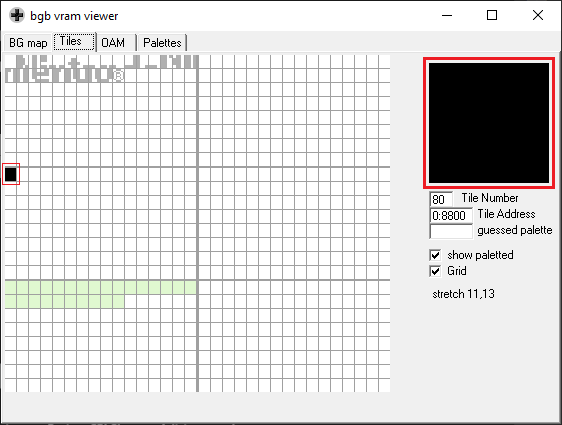 bgb vram viewer
BG map Tiles OAM Palettes
80 Tile Number
0:8800 Tile Address
guessed palette
show paletted
Grid
stretch 11,13